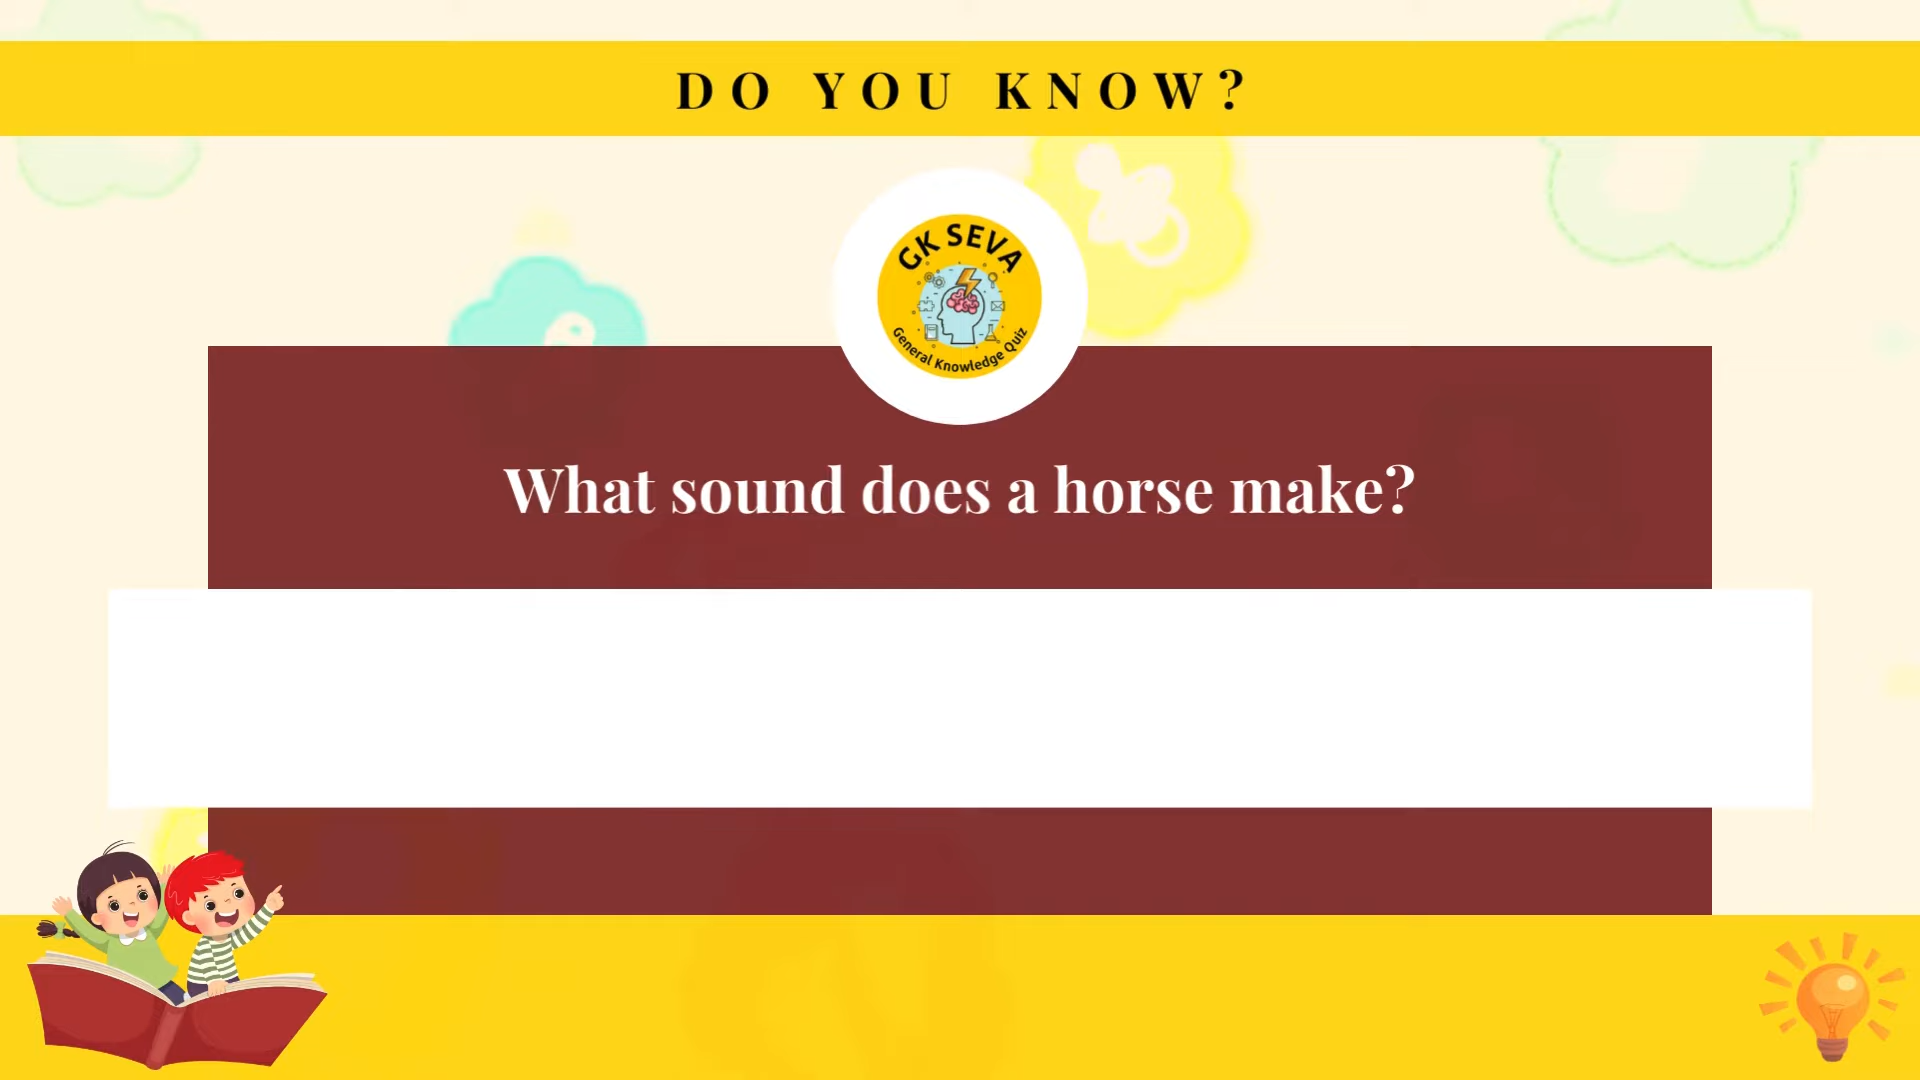 DO YOU KNOW?
GK SEVA
General Knowledge Quiz
What sound does a horse make?